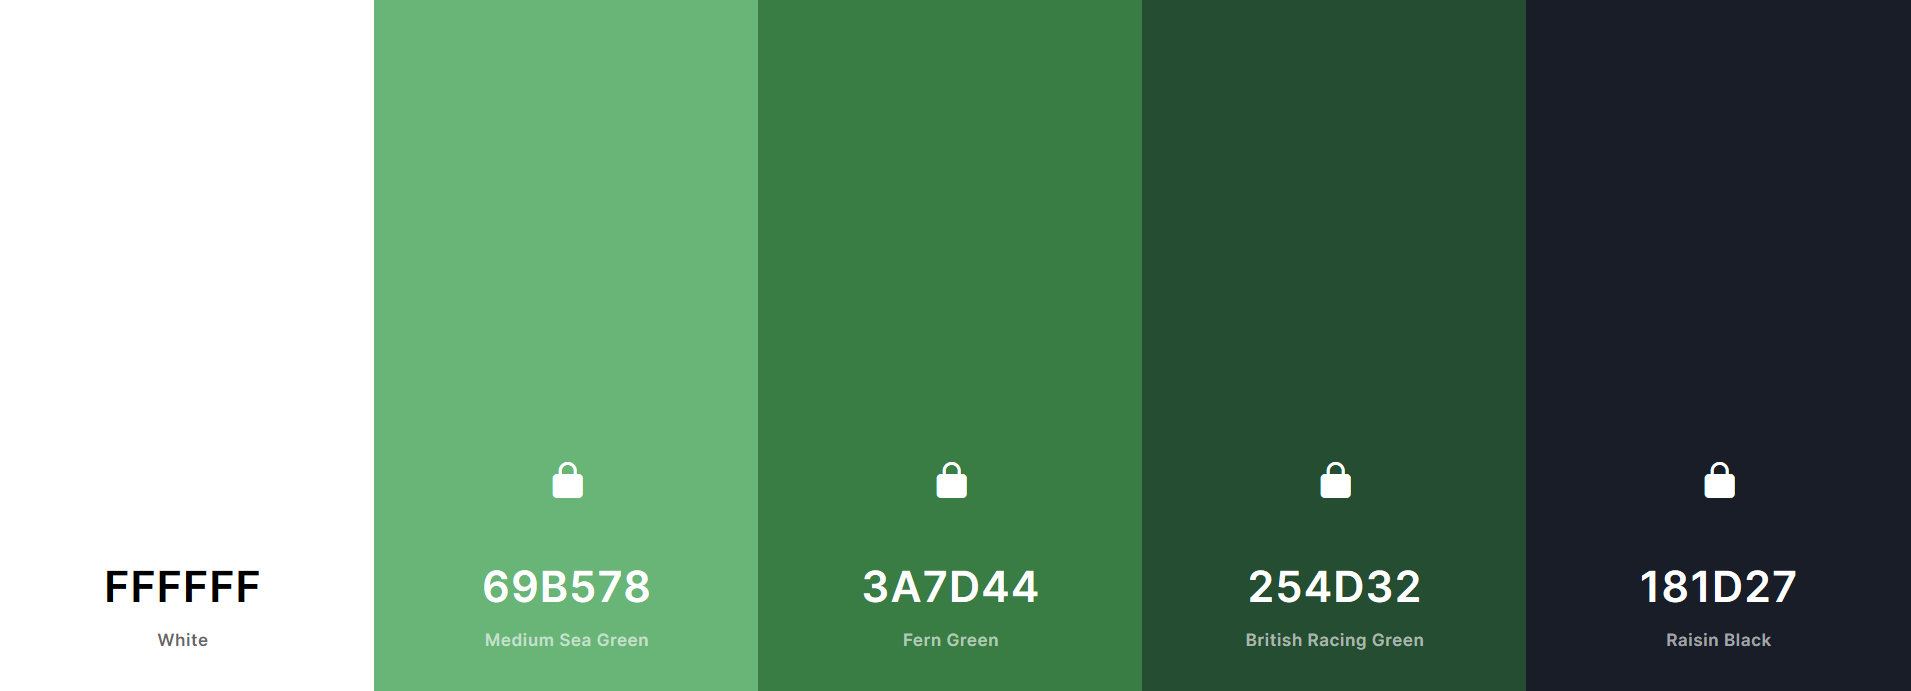 FFFFFF
White
69B578
Medium Sea Green
3A7D44
Fern Green
254D32
British Racing Green
181D27
Raisin Black